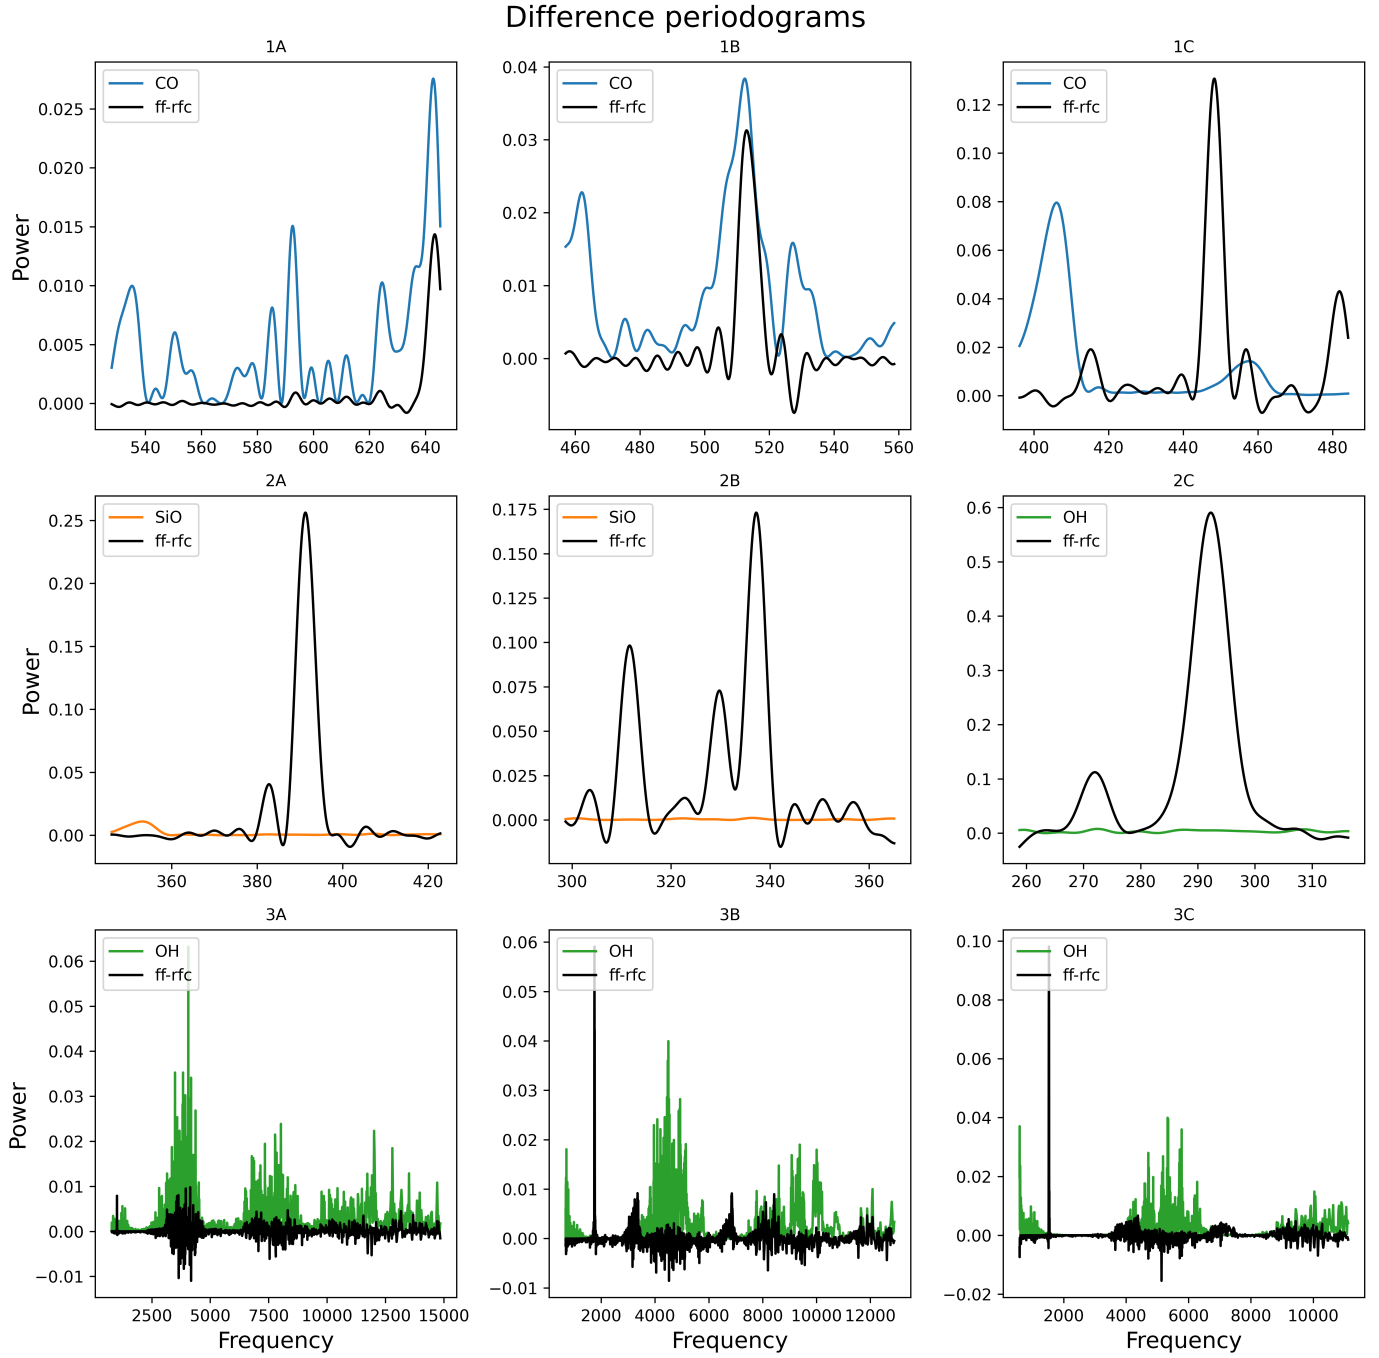 Difference periodograms
1A
CO
ff-rfc
0.025
0.020
0.015
0.010
0.005
0.000
540 560 580 600 620 640
Power
1B
CO
ff-rfc
0.04
0.03
0.02
0.01
0.00
460 480 500 520 540 560
1C
CO
ff-rfc
0.12
0.10
0.08
0.06
0.04
0.02
0.00
400 420 440 460 480
2A
SiO
ff-rfc
0.25
0.20
0.15
0.10
0.05
0.00
360 380 400 420
Power
2B
SiO
ff-rfc
0.175
0.150
0.125
0.100
0.075
0.050
0.025
0.000
300 320 340 360
2C
OH
ff-rfc
0.6
0.5
0.4
0.3
0.2
0.1
0.0
260 270 280 290 300 310
3A
OH
ff-rfc
0.06
0.05
0.04
0.03
0.02
0.01
0.00
−0.01
2500 5000 7500 10000 12500 15000
Power
Frequency
3B
OH
ff-rfc
0.06
0.05
0.04
0.03
0.02
0.01
0.00
−0.01
2000 4000 6000 8000 10000 12000
Frequency
3C
OH
ff-rfc
0.10
0.08
0.06
0.04
0.02
0.00
−0.02
2000 4000 6000 8000 10000
Frequency